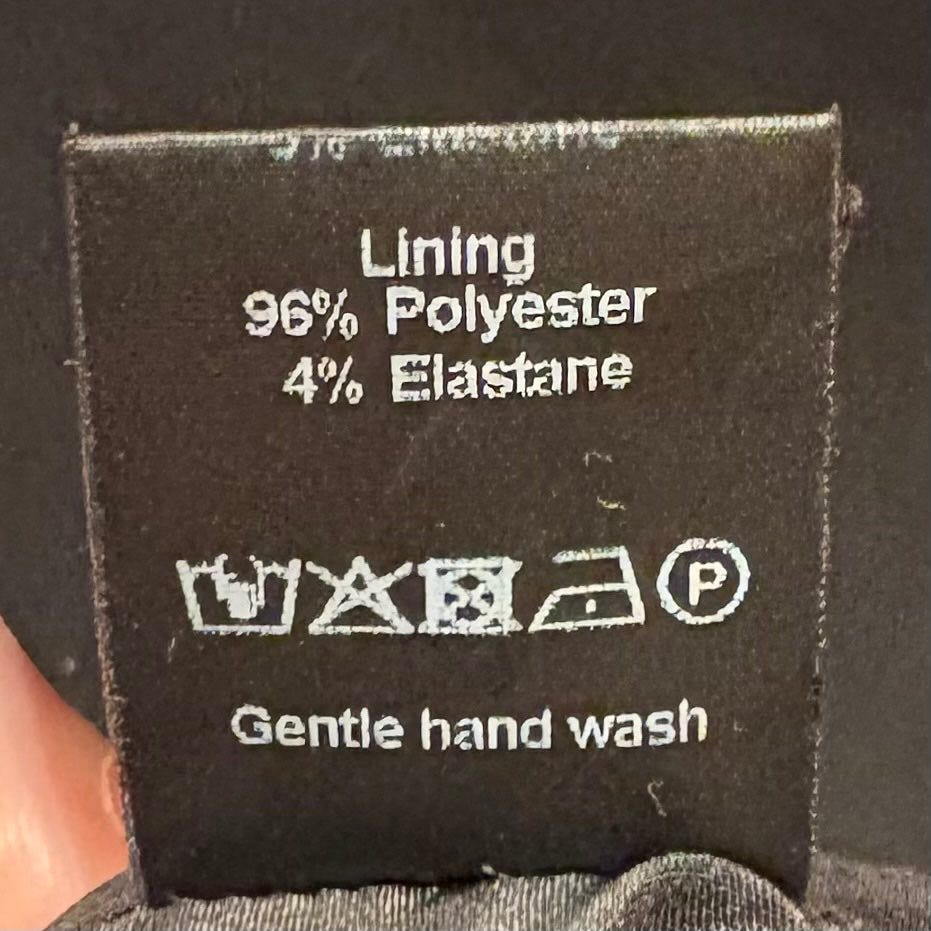 Lining
96% Polyester
4% Elastane
P
Gentle hand wash